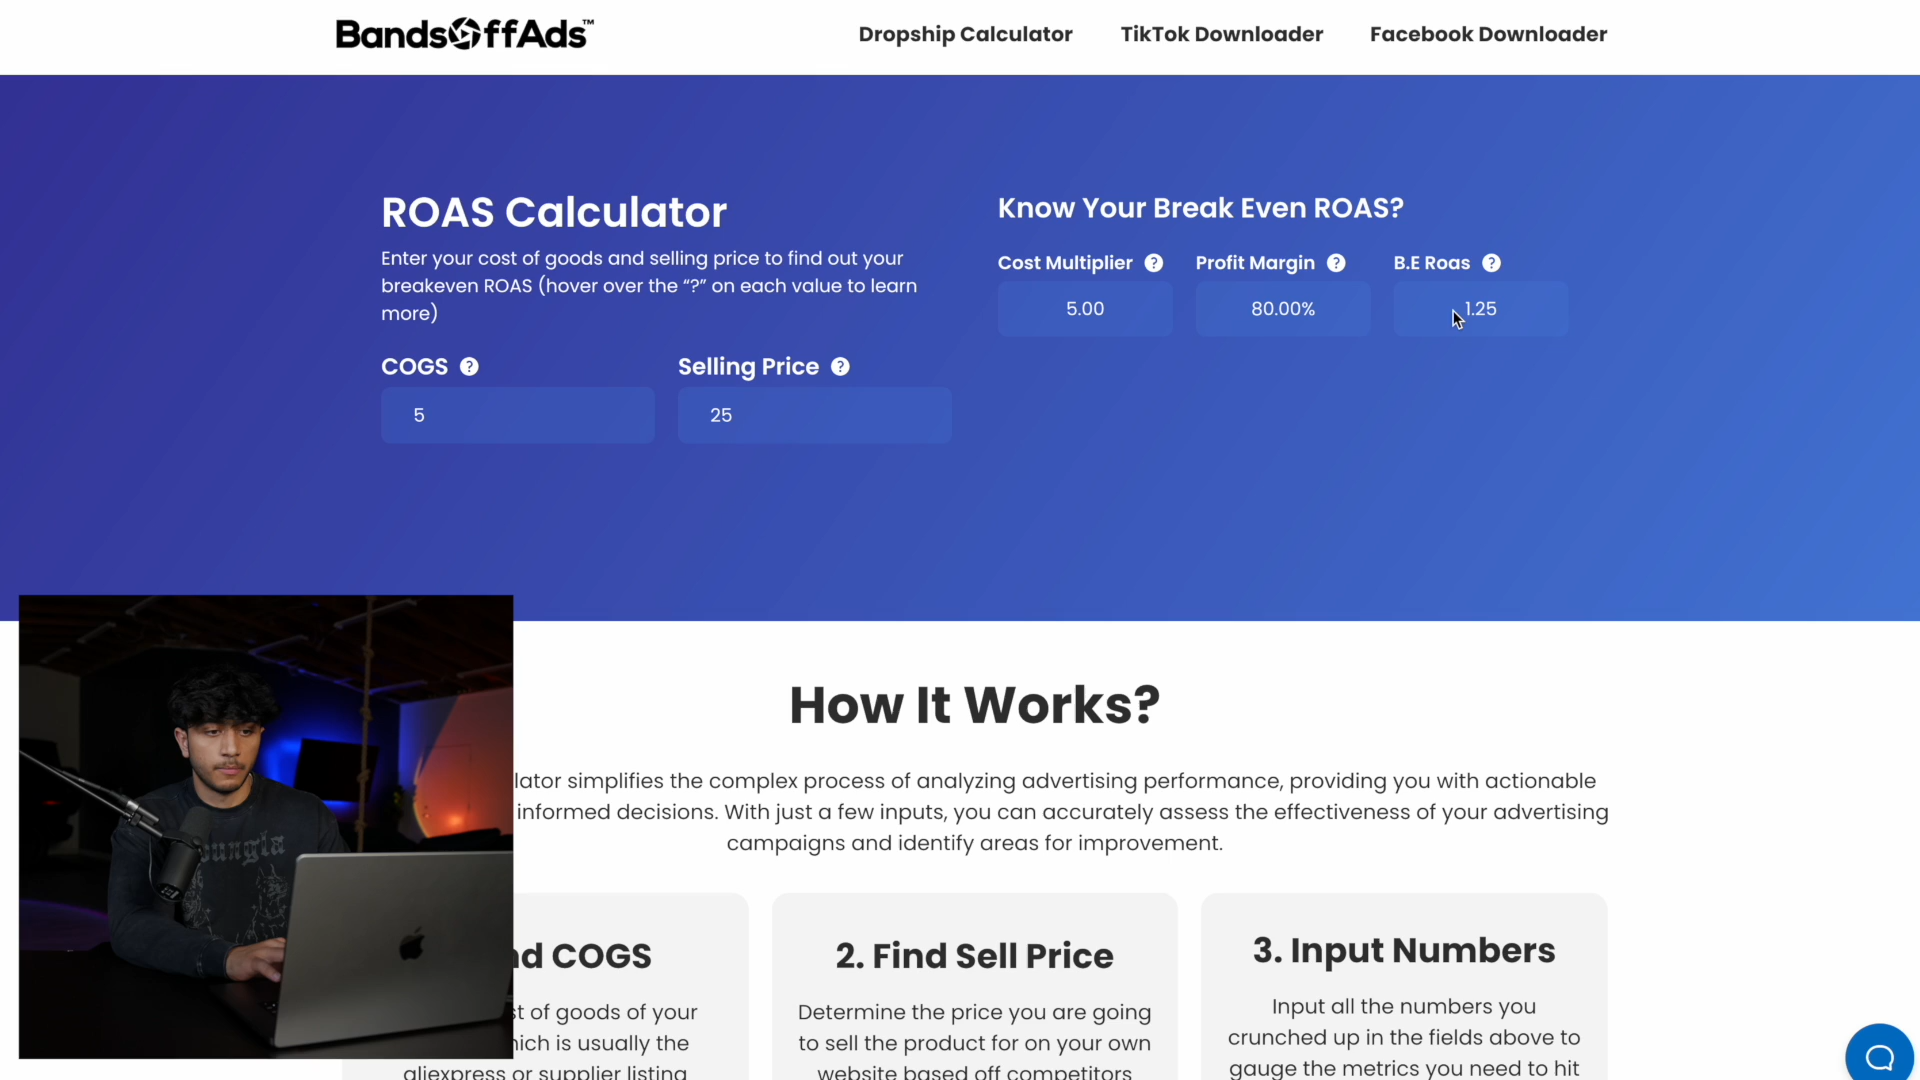 BandsOffAds™
Dropship Calculator
TikTok Downloader
Facebook Downloader
ROAS Calculator
Enter your cost of goods and selling price to find out your
breakeven ROAS (hover over the “?” on each value to learn
more)
COGS ?
Selling Price ?
5
25
Know Your Break Even ROAS?
Cost Multiplier ?
Profit Margin ?
B.E Roas ?
5.00
80.00%
1.25
How It Works?
lator simplifies the complex process of analyzing advertising performance, providing you with actionable
informed decisions. With just a few inputs, you can accurately assess the effectiveness of your advertising
campaigns and identify areas for improvement.
nd COGS
st of goods of your
hich is usually the
aliexpress or supplier listing
2. Find Sell Price
Determine the price you are going
to sell the product for on your own
website based off competitors
3. Input Numbers
Input all the numbers you
crunched up in the fields above to
gauge the metrics you need to hit